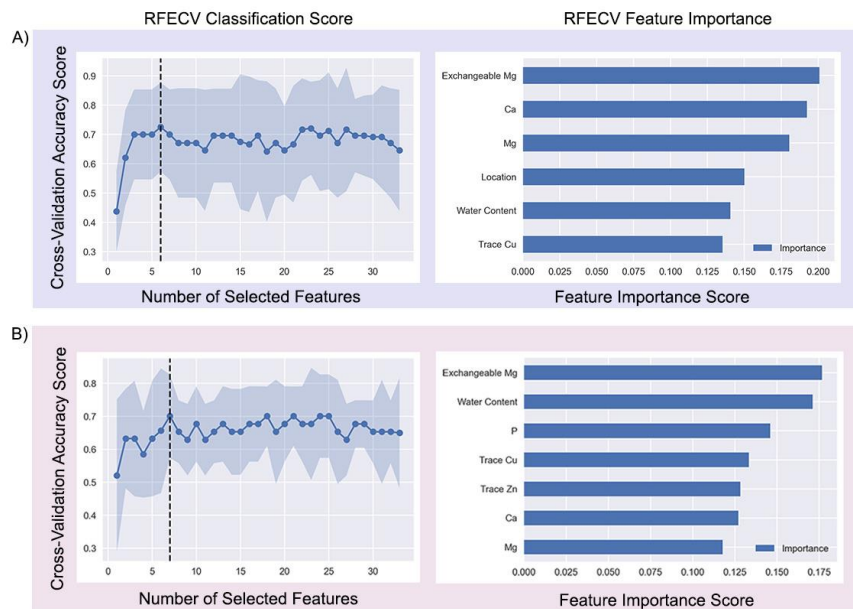 RFECV Classification Score
RFECV Feature Importance
A)
Cross-Validation Accuracy Score
0.9
0.8
0.7
0.6
0.5
0.4
0.3
0 5 10 15 20 25 30
Number of Selected Features
Exchangeable Mg
Ca
Mg
Location
Water Content
Trace Cu
Importance
0.000 0.025 0.050 0.075 0.100 0.125 0.150 0.175 0.200
Feature Importance Score
B)
Cross-Validation Accuracy Score
0.8
0.7
0.6
0.5
0.4
0.3
0 5 10 15 20 25 30
Number of Selected Features
Exchangeable Mg
Water Content
P
Trace Cu
Trace Zn
Ca
Mg
Importance
0.000 0.025 0.050 0.075 0.100 0.125 0.150 0.175
Feature Importance Score